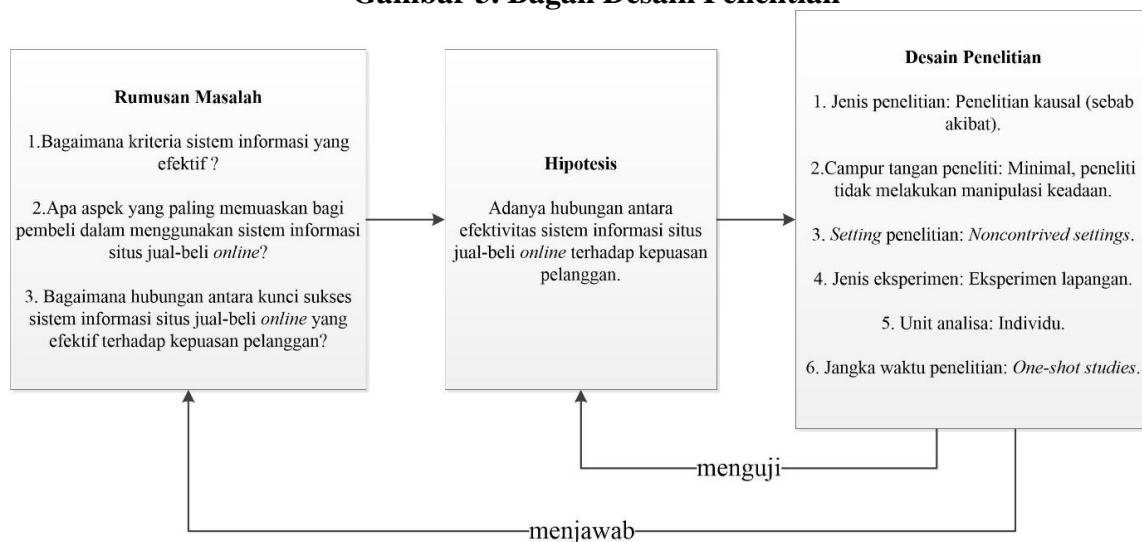 Gambar 3. Bagan Desain Penelitian
Rumusan Masalah
1.Bagaimana kriteria sistem informasi yang
efektif ?
2.Apa aspek yang paling memuaskan bagi
pembeli dalam menggunakan sistem informasi
situs jual-beli online?
3. Bagaimana hubungan antara kunci sukses
sistem informasi situs jual-beli online yang
efektif terhadap kepuasan pelanggan?
Hipotesis
Adanya hubungan antara
efektivitas sistem informasi situs
jual-beli online terhadap kepuasan
pelanggan.
Desain Penelitian
1. Jenis penelitian: Penelitian kausal (sebab
akibat).
2.Campur tangan peneliti: Minimal, peneliti
tidak melakukan manipulasi keadaan.
3. Setting penelitian: Noncontrived settings.
4. Jenis eksperimen: Eksperimen lapangan.
5. Unit analisa: Individu.
6. Jangka waktu penelitian: One-shot studies.
menguji
menjawab